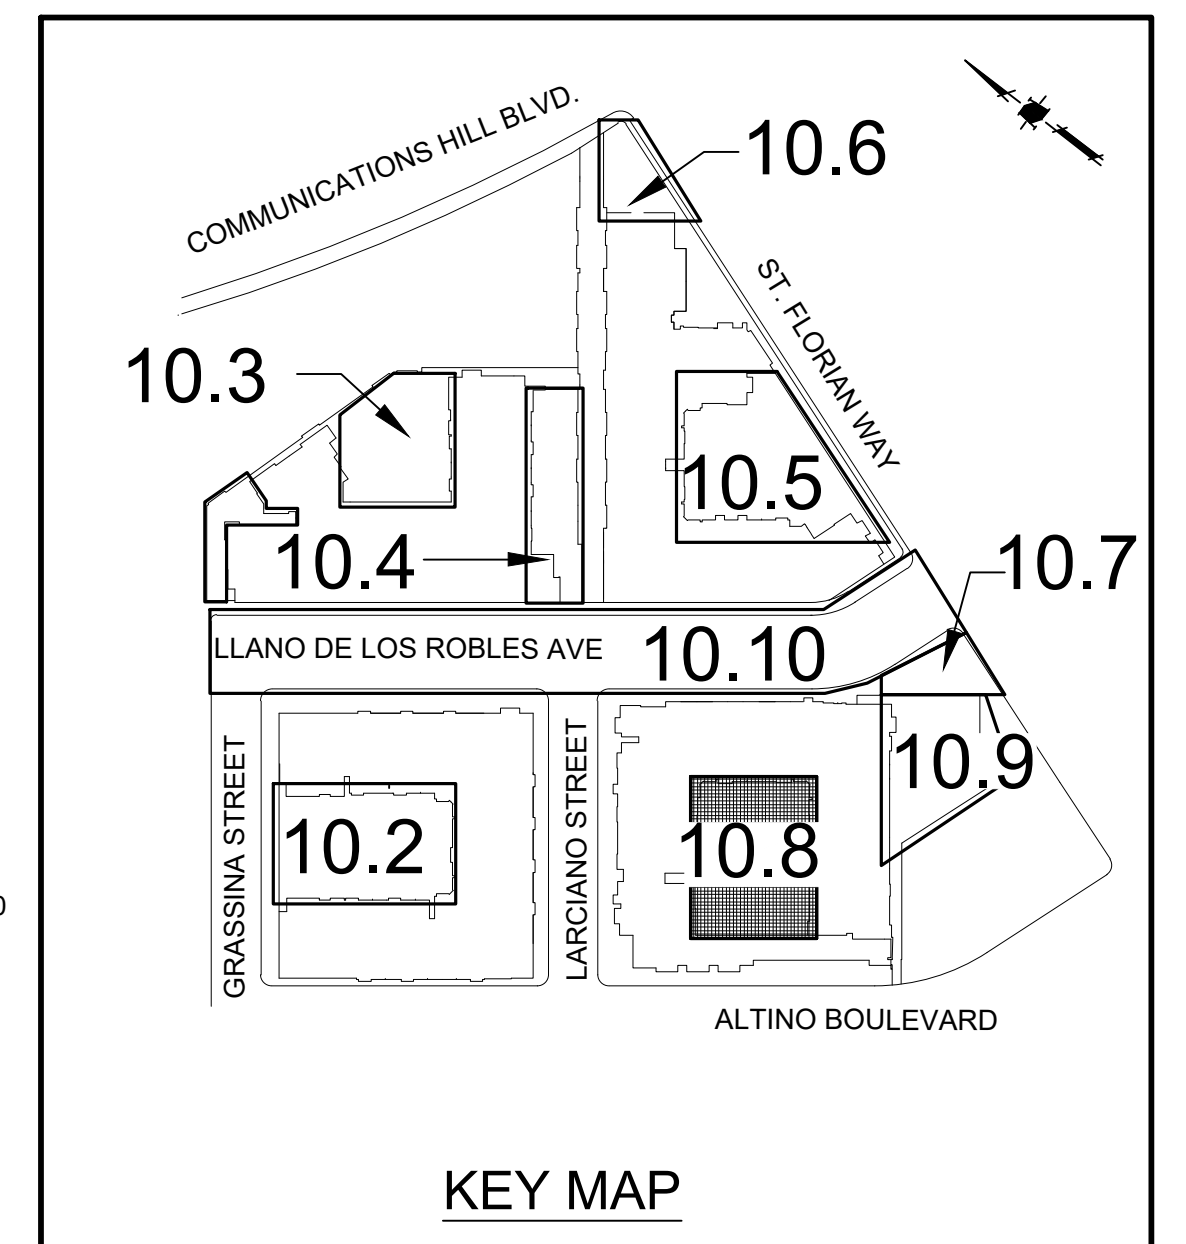 COMMUNICATIONS HILL BLVD.
10.6
ST. FLORIAN WAY
10.3
10.5
10.4
10.7
LLANO DE LOS ROBLES AVE
10.10
GRASSINA STREET
LARCIANO STREET
10.9
10.2
10.8
0
ALTINO BOULEVARD
KEY MAP